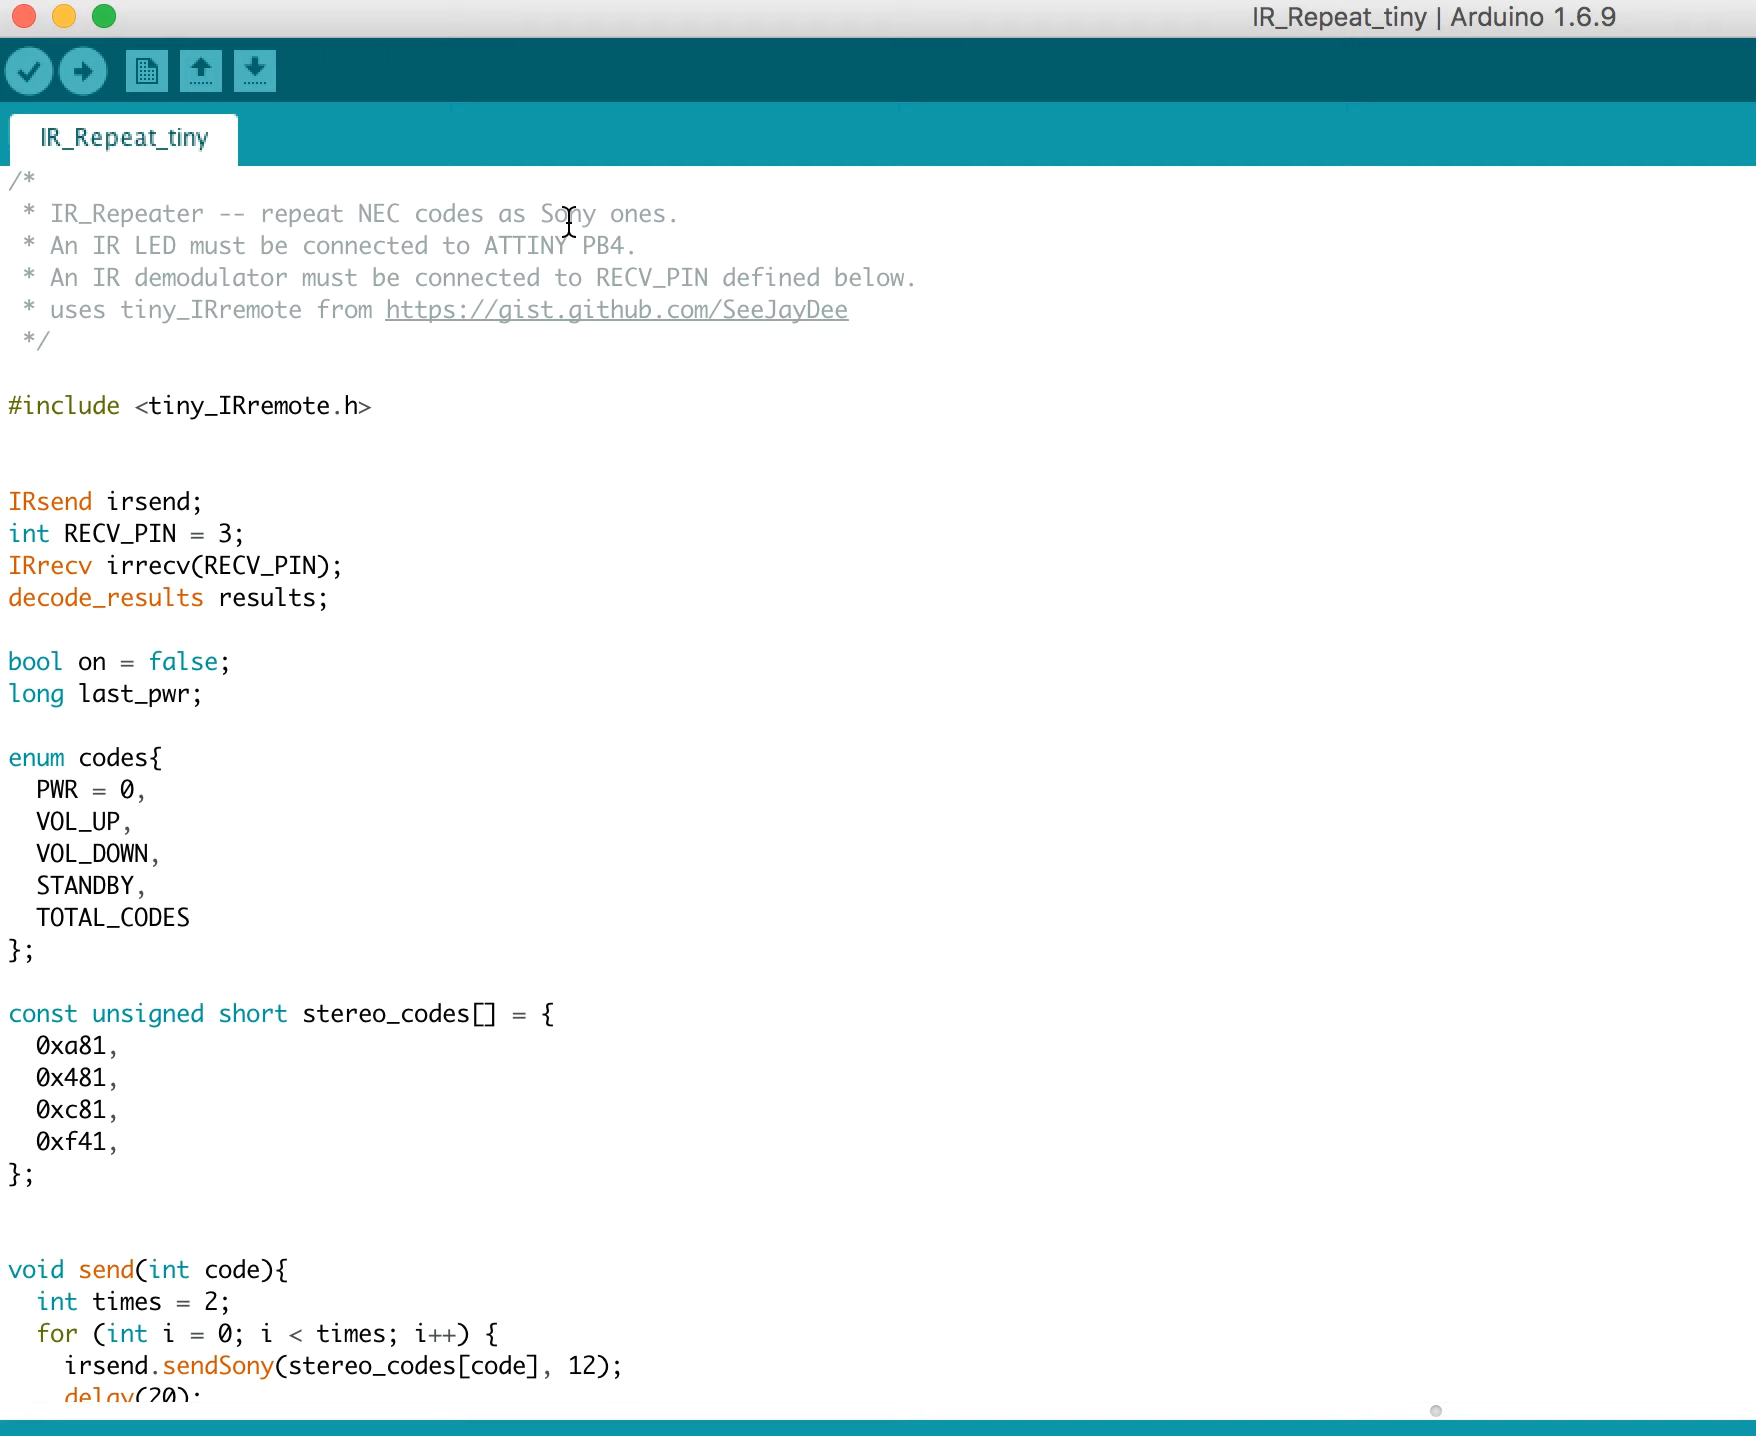 IR_Repeat_tiny | Arduino 1.6.9
IR_Repeat_tiny
/*
 * IR_Repeater -- repeat NEC codes as Sony ones.
 * An IR LED must be connected to ATTINY PB4.
 * An IR demodulator must be connected to RECV_PIN defined below.
 * uses tiny_IRremote from https://gist.github.com/SeeJayDee
 */
#include <tiny_IRremote.h>
IRsend irsend;
int RECV_PIN = 3;
IRrecv irrecv(RECV_PIN);
decode_results results;
bool on = false;
long last_pwr;
enum codes{
  PWR = 0,
  VOL_UP,
  VOL_DOWN,
  STANDBY,
  TOTAL_CODES
};
const unsigned short stereo_codes[] = {
  0xa81,
  0x481,
  0xc81,
  0xf41,
};
void send(int code){
  int times = 2;
  for (int i = 0; i < times; i++) {
    irsend.sendSony(stereo_codes[code], 12);
    delay(20);